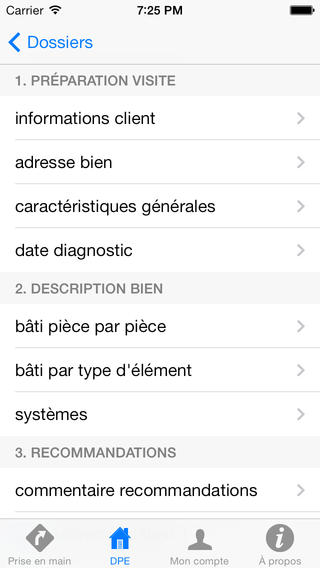 Carrier 7:25 PM
Dossiers
1. PRÉPARATION VISITE
informations client
adresse bien
caractéristiques générales
date diagnostic
2. DESCRIPTION BIEN
bâti pièce par pièce
bâti par type d'élément
systèmes
3. RECOMMANDATIONS
commentaire recommandations
Prise en main DPE Mon compte À propos